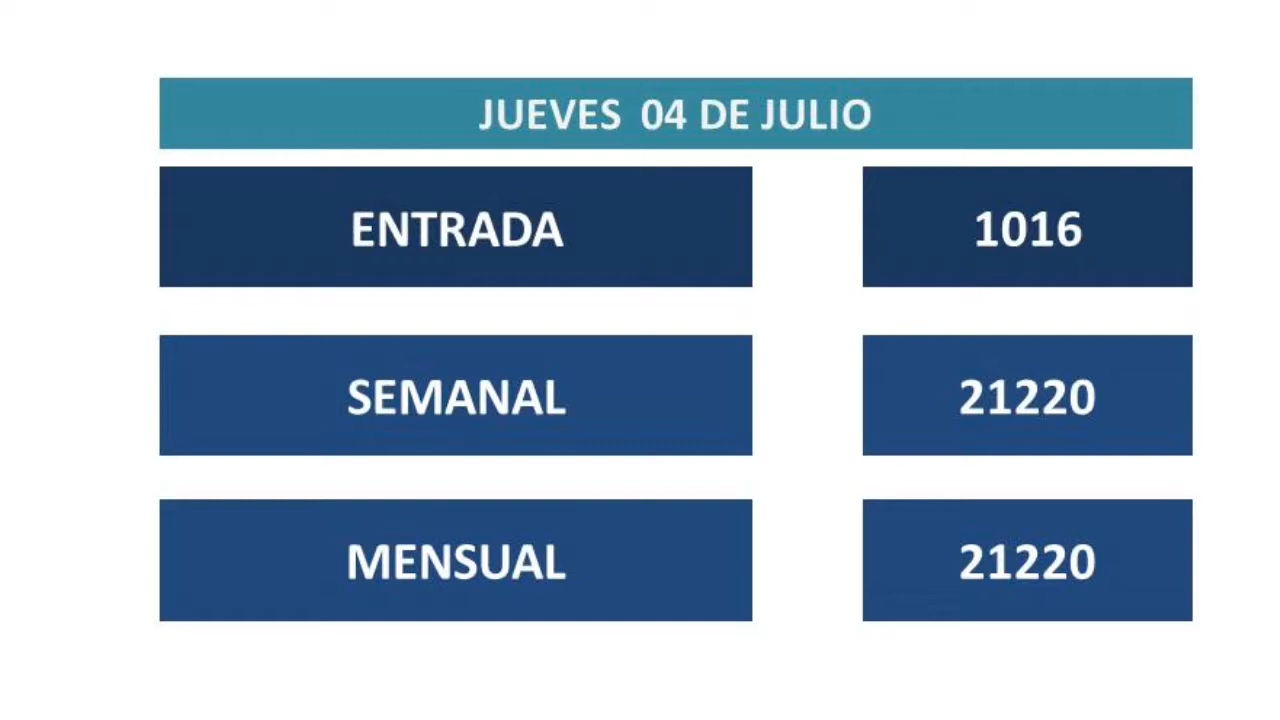 JUEVES 04 DE JULIO
ENTRADA 1016
SEMANAL 21220
MENSUAL 21220